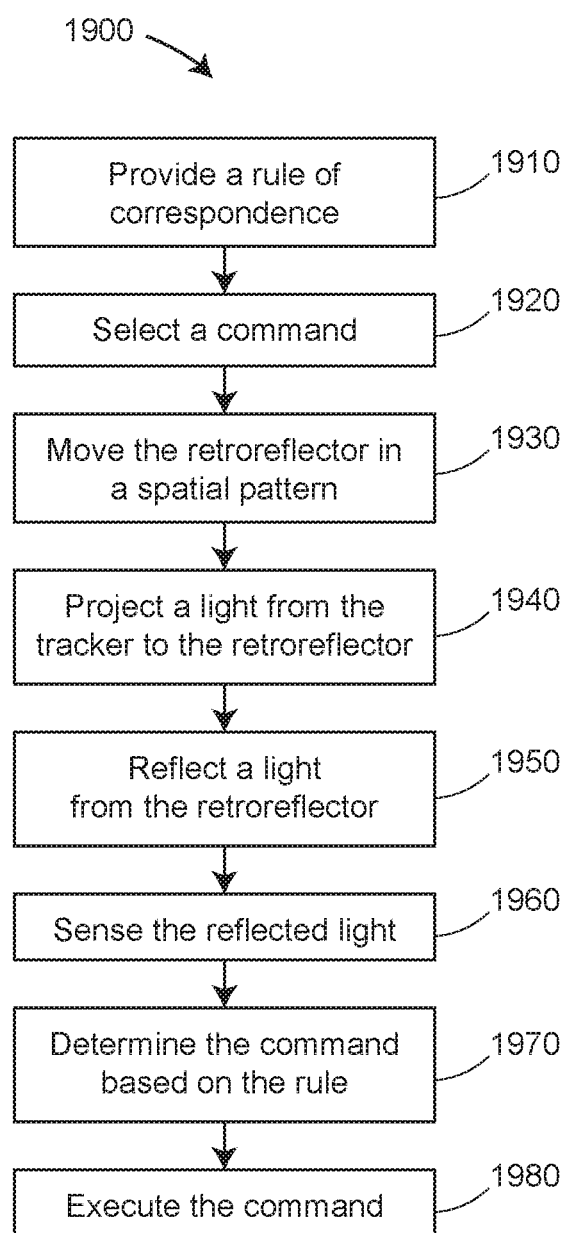 1900
Provide a rule of
correspondence
1910
Select a command
1920
Move the retroreflector in
a spatial pattern
1930
Project a light from the
tracker to the retroreflector
1940
Reflect a light
from the retroreflector
1950
Sense the reflected light
1960
Determine the command
based on the rule
1970
Execute the command
1980